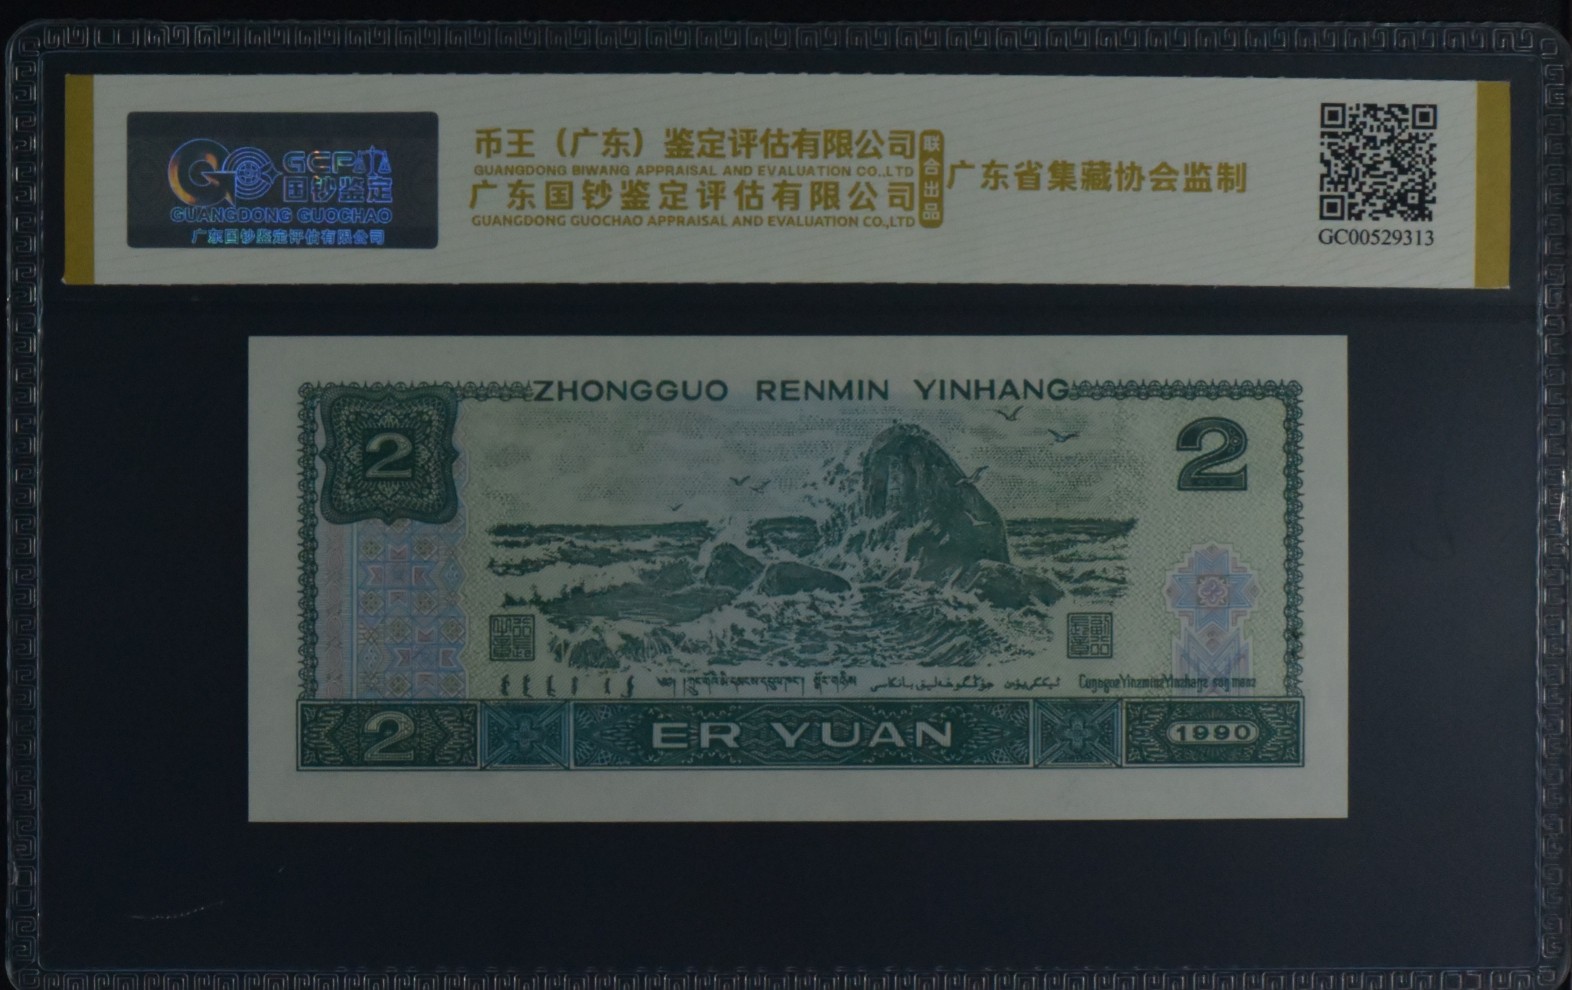 GCF
国钞鉴定
GUANGDONG GUOCHAO
广东国钞鉴定评估有限公司
币王（广东）鉴定评估有限公司
GUANGDONG BIWANG APPRAISAL AND EVALUATION CO.,LTD
广东国钞鉴定评估有限公司
GUANGDONG GUOCHAO APPRAISAL AND EVALUATION CO.,LTD
联合出品
广东省集藏协会监制
GC00529313
ZHONGGUO RENMIN YINHANG
2
2
2
ER YUAN
1990